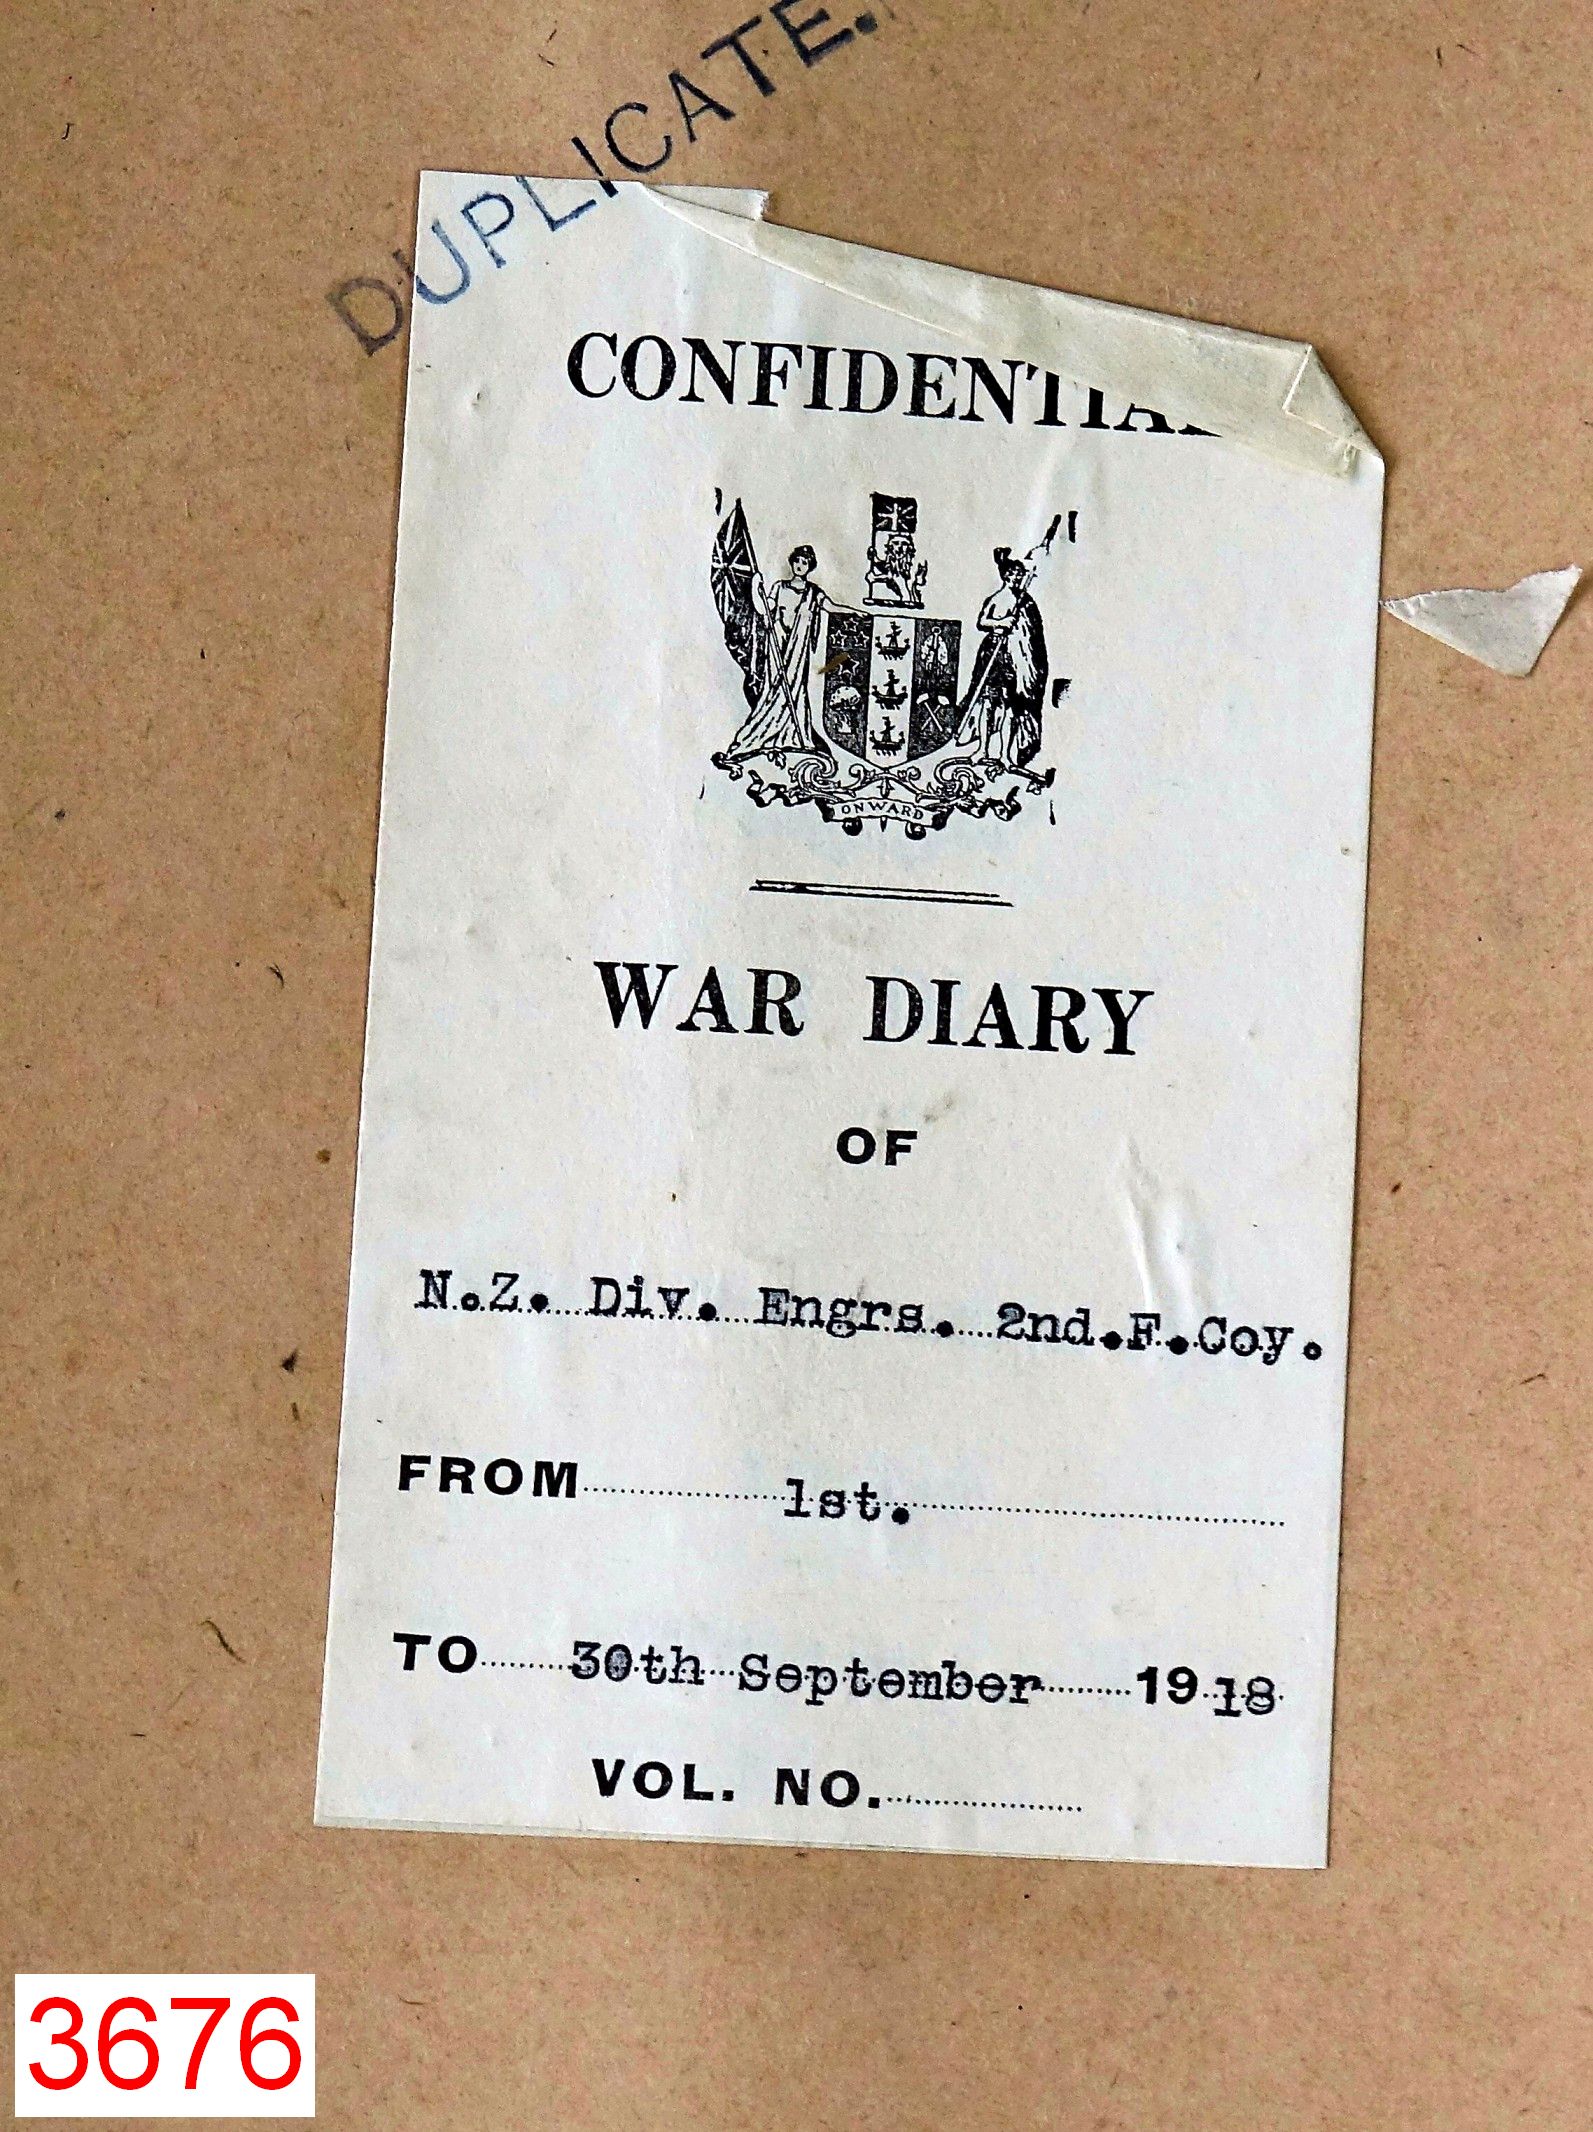 DUPLICATE.
CONFIDENTIAL
ONWARD
WAR DIARY
OF
N.Z. Div. Engrs. 2nd.F.Coy.
FROM 1st.
TO 30th September 1918
VOL. NO.
3676